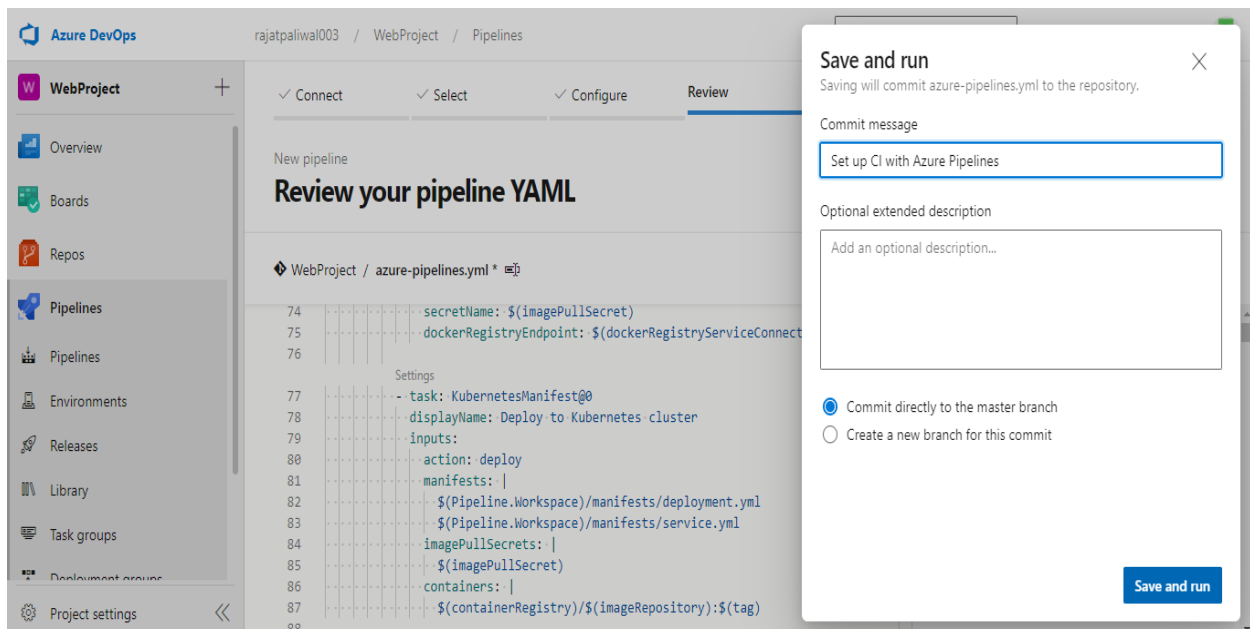 Azure DevOps
rajatpaliwal003 / WebProject / Pipelines
W WebProject
Overview
Boards
Repos
Pipelines
Pipelines
Environments
Releases
Library
Task groups
Deployment groups
Project settings
Connect
Select
Configure
Review
New pipeline
Review your pipeline YAML
WebProject / azure-pipelines.yml *
74 secretName: $(imagePullSecret)
75 dockerRegistryEndpoint: $(dockerRegistryServiceConnect
76
Settings
77 - task: KubernetesManifest@0
78 displayName: Deploy to Kubernetes cluster
79 inputs:
80 action: deploy
81 manifests: |
82 $(Pipeline.Workspace)/manifests/deployment.yml
83 $(Pipeline.Workspace)/manifests/service.yml
84 imagePullSecrets: |
85 $(imagePullSecret)
86 containers: |
87 $(containerRegistry)/$(imageRepository):$(tag)
88
Save and run
Saving will commit azure-pipelines.yml to the repository.
Commit message
Set up CI with Azure Pipelines
Optional extended description
Add an optional description...
Commit directly to the master branch
Create a new branch for this commit
Save and run